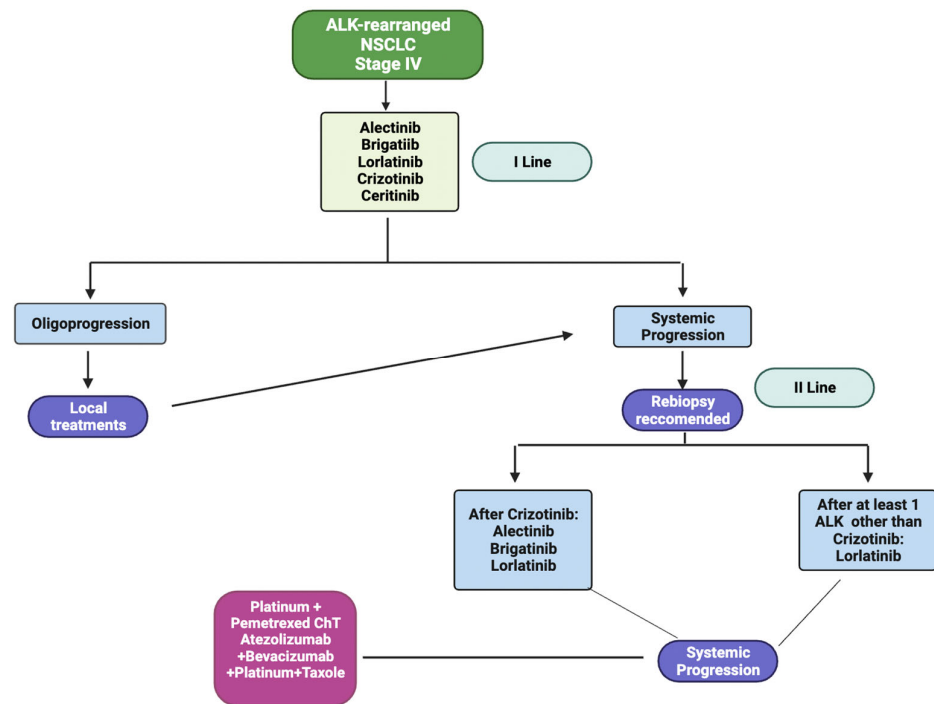 ALK-rearranged
NSCLC
Stage IV
Alectinib
Brigatiib
Lorlatinib
Crizotinib
Ceritinib
I Line
Oligoprogression
Systemic
Progression
Local
treatments
Rebiopsy
reccomended
II Line
After Crizotinib:
Alectinib
Brigatinib
Lorlatinib
After at least 1
ALK other than
Crizotinib:
Lorlatinib
Platinum +
Pemetrexed ChT
Atezolizumab
+Bevacizumab
+Platinum+Taxole
Systemic
Progression